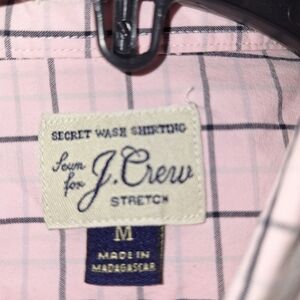 SECRET WASH SHIRTING
Sewn for J.Crew
STRETCH
M
MADE IN
MADAGASCAR